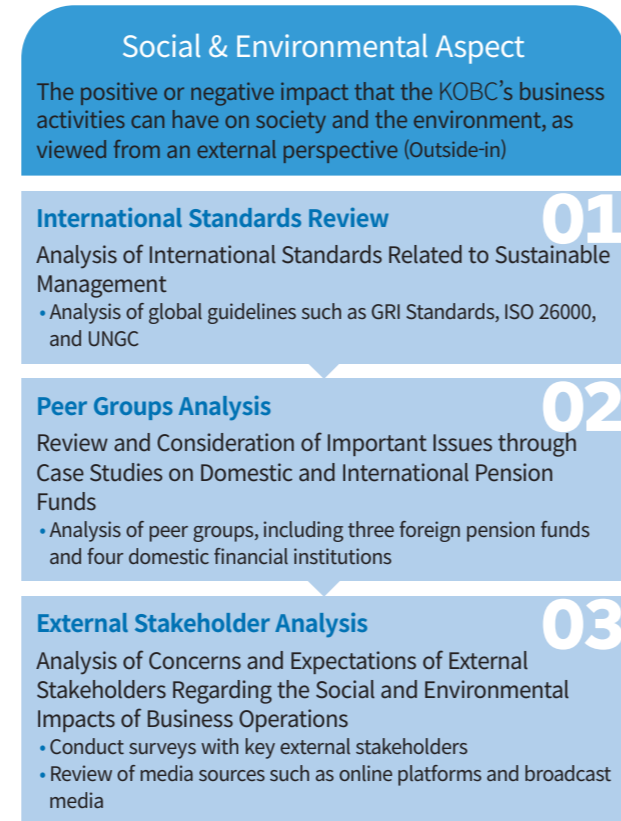 Social & Environmental Aspect
The positive or negative impact that the KOBC's business
activities can have on society and the environment, as
viewed from an external perspective (Outside-in)
01
International Standards Review
Analysis of International Standards Related to Sustainable
Management
• Analysis of global guidelines such as GRI Standards, ISO 26000,
and UNGC
02
Peer Groups Analysis
Review and Consideration of Important Issues through
Case Studies on Domestic and International Pension
Funds
• Analysis of peer groups, including three foreign pension funds
and four domestic financial institutions
03
External Stakeholder Analysis
Analysis of Concerns and Expectations of External
Stakeholders Regarding the Social and Environmental
Impacts of Business Operations
• Conduct surveys with key external stakeholders
• Review of media sources such as online platforms and broadcast
media